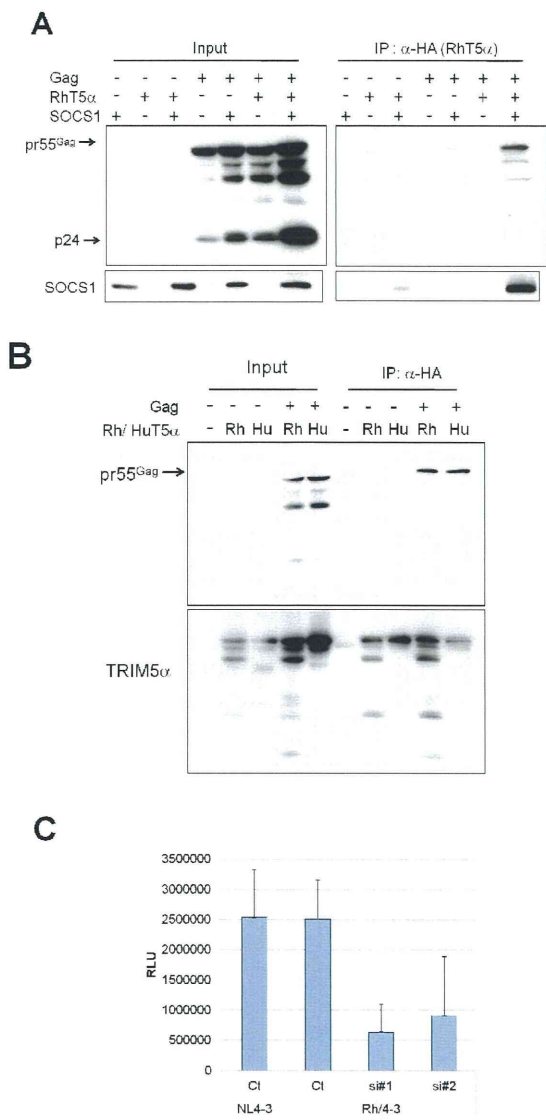 A
Input IP : α-HA (RhT5α)
Gag - - - + + + + - - - + + + +
RhT5α - + + - - + + - + + - - + +
SOCS1 + - + - + - + + - + - + - +
pr55Gag
p24
SOCS1
B
Input IP: α-HA
Gag - - - + + - - - + +
Rh/ HuT5α - Rh Hu Rh Hu - Rh Hu Rh Hu
pr55Gag
TRIM5α
C
3500000
3000000
2500000
2000000
1500000
1000000
500000
0
RLU
Ct Ct si#1 si#2
NL4-3 Rh/4-3